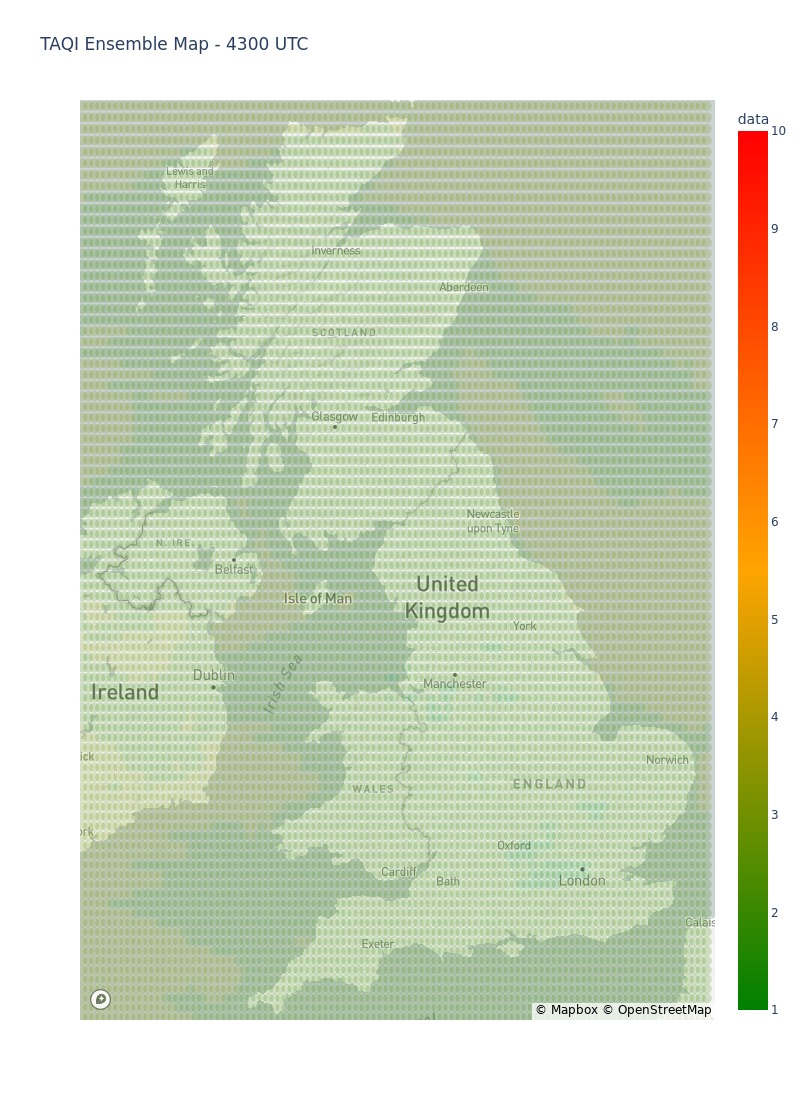 TAQI Ensemble Map - 4300 UTC
data
10
9
8
7
6
5
4
3
2
1
Lewis and
Harris
Inverness
Aberdeen
SCOTLAND
Glasgow
Edinburgh
Newcastle
upon Tyne
N. IRE.
Belfast
Isle of Man
United
Kingdom
York
Dublin
Irish Sea
Manchester
Ireland
ick
Norwich
WALES
ENGLAND
rk
Oxford
Cardiff
Bath
London
Calais
Exeter
© Mapbox © OpenStreetMap